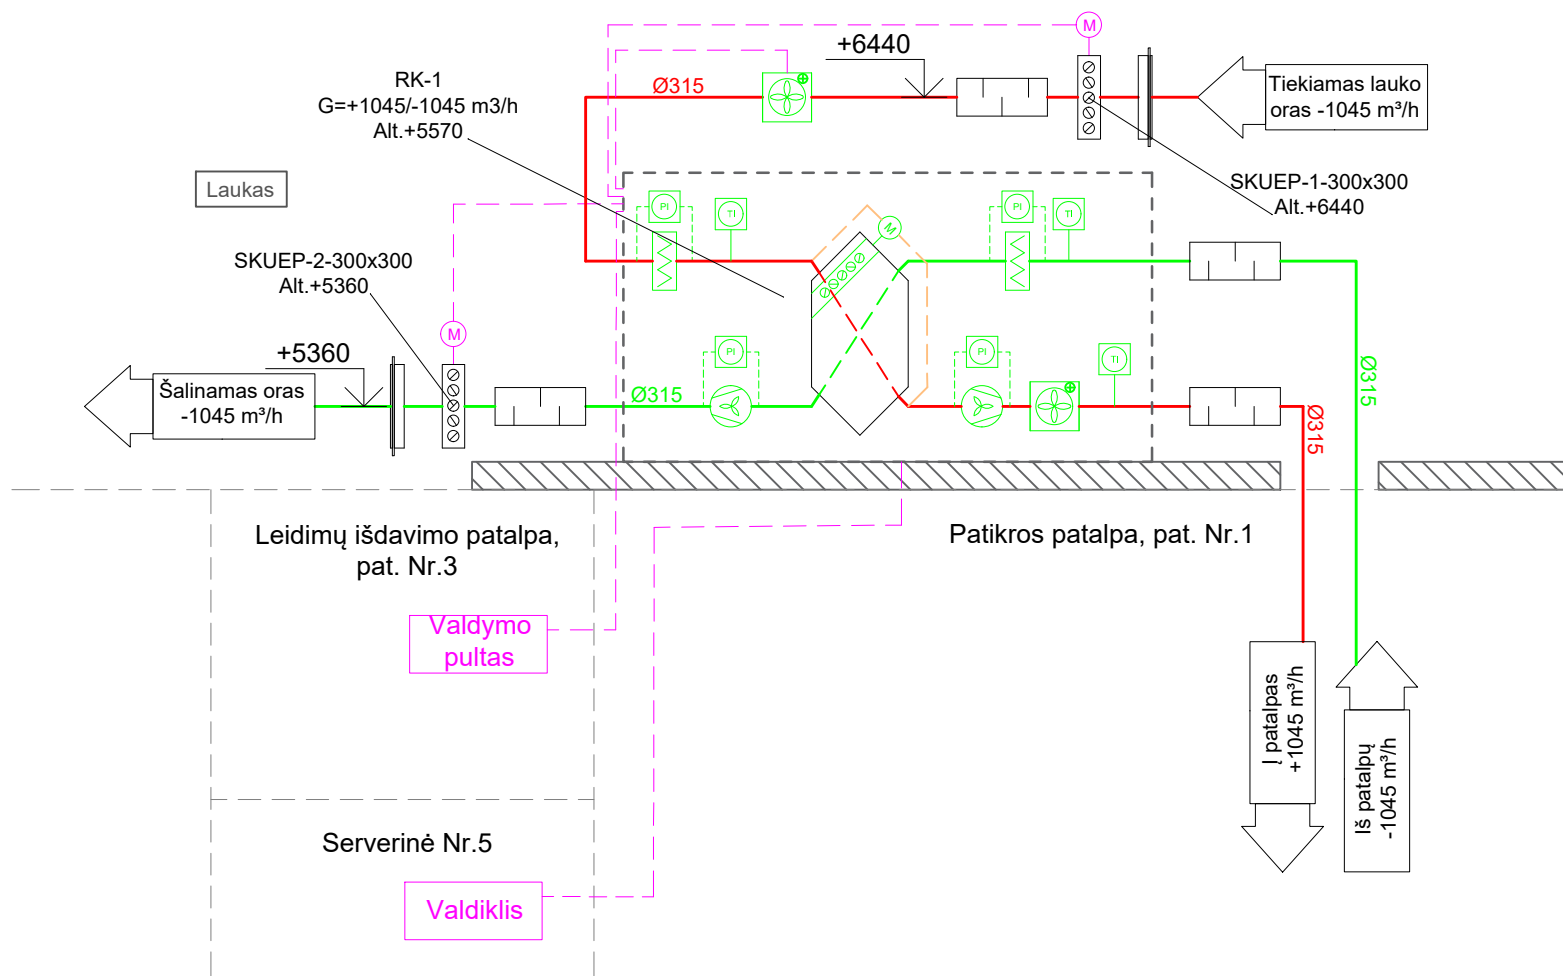 M
+6440
RK-1
G=+1045/-1045 m3/h
Alt.+5570
Ø315
Tiekiamas lauko
oras -1045 m³/h
Laukas
SKUEP-1-300x300
Alt.+6440
PI
TI
PI
TI
M
SKUEP-2-300x300
Alt.+5360
M
+5360
PI
PI
TI
Šalinamas oras
-1045 m³/h
Ø315
Ø315
Ø315
Leidimų išdavimo patalpa,
pat. Nr.3
Patikros patalpa, pat. Nr.1
Valdymo
pultas
Į patalpas
+1045 m³/h
Iš patalpų
-1045 m³/h
Serverinė Nr.5
Valdiklis